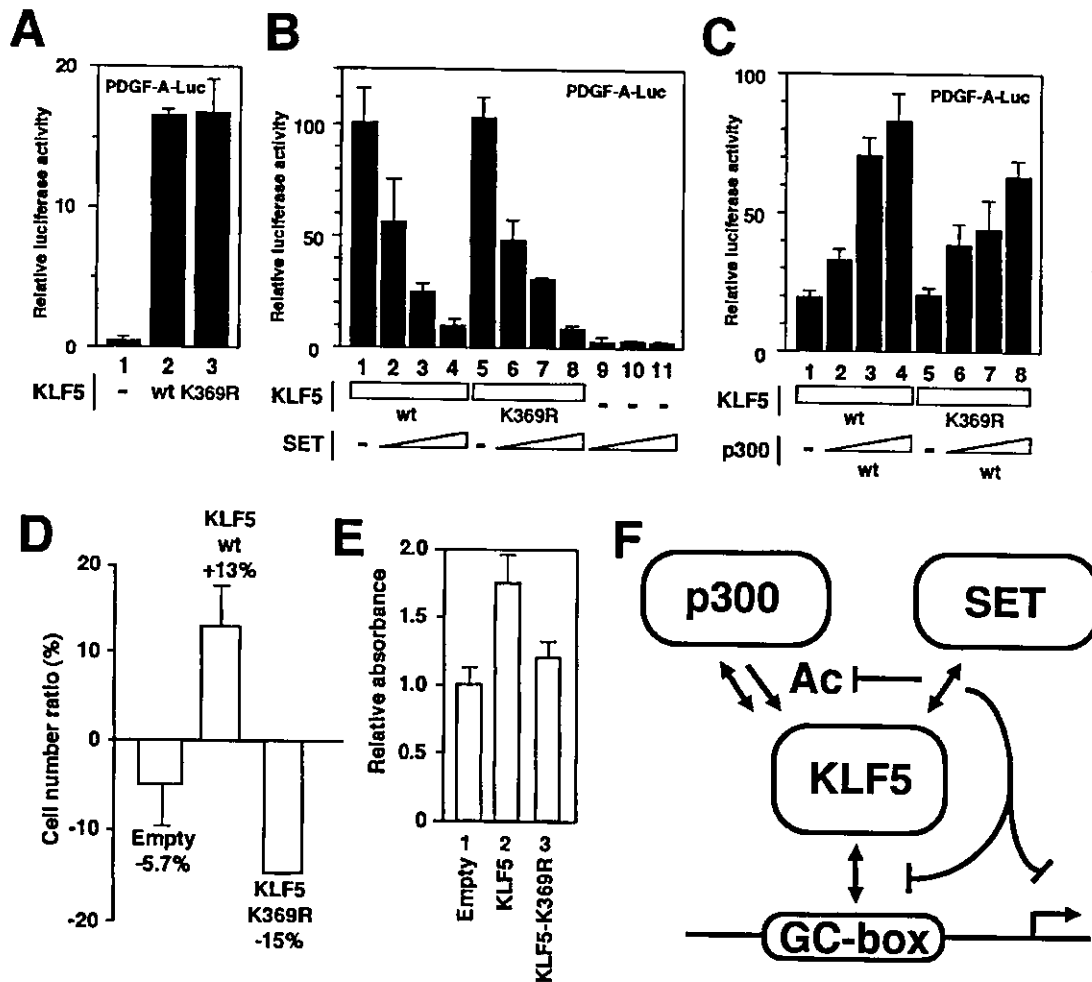 A
20
10
0
Relative luciferase activity
PDGF-A-Luc
1 2 3
KLF5 - wt K369R
B
100
50
0
Relative luciferase activity
PDGF-A-Luc
1 2 3 4 5 6 7 8 9 10 11
KLF5 - - -
wt K369R
SET - -
C
100
50
0
Relative luciferase activity
PDGF-A-Luc
1 2 3 4 5 6 7 8
KLF5
wt K369R
p300 - -
wt wt
D
20
10
0
-10
-20
Cell number ratio (%)
KLF5
wt
+13%
Empty
-5.7%
KLF5
K369R
-15%
E
2.0
1.5
1.0
0.5
0
Relative absorbance
1 2 3
Empty
KLF5
KLF5-K369R
F
p300
SET
Ac
KLF5
GC-box